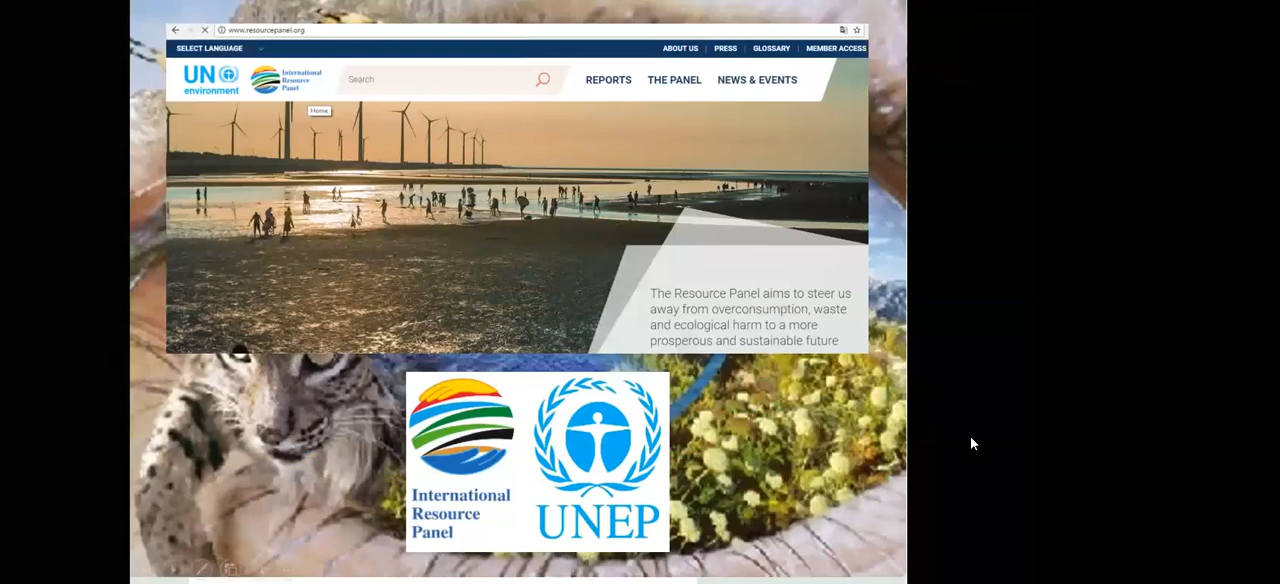 www.resourcepanel.org
SELECT LANGUAGE
ABOUT US | PRESS | GLOSSARY | MEMBER ACCESS
UN
environment
International
Resource
Panel
Search
REPORTS THE PANEL NEWS & EVENTS
Home
The Resource Panel aims to steer us
away from overconsumption, waste
and ecological harm to a more
prosperous and sustainable future
International
Resource
Panel
UNEP